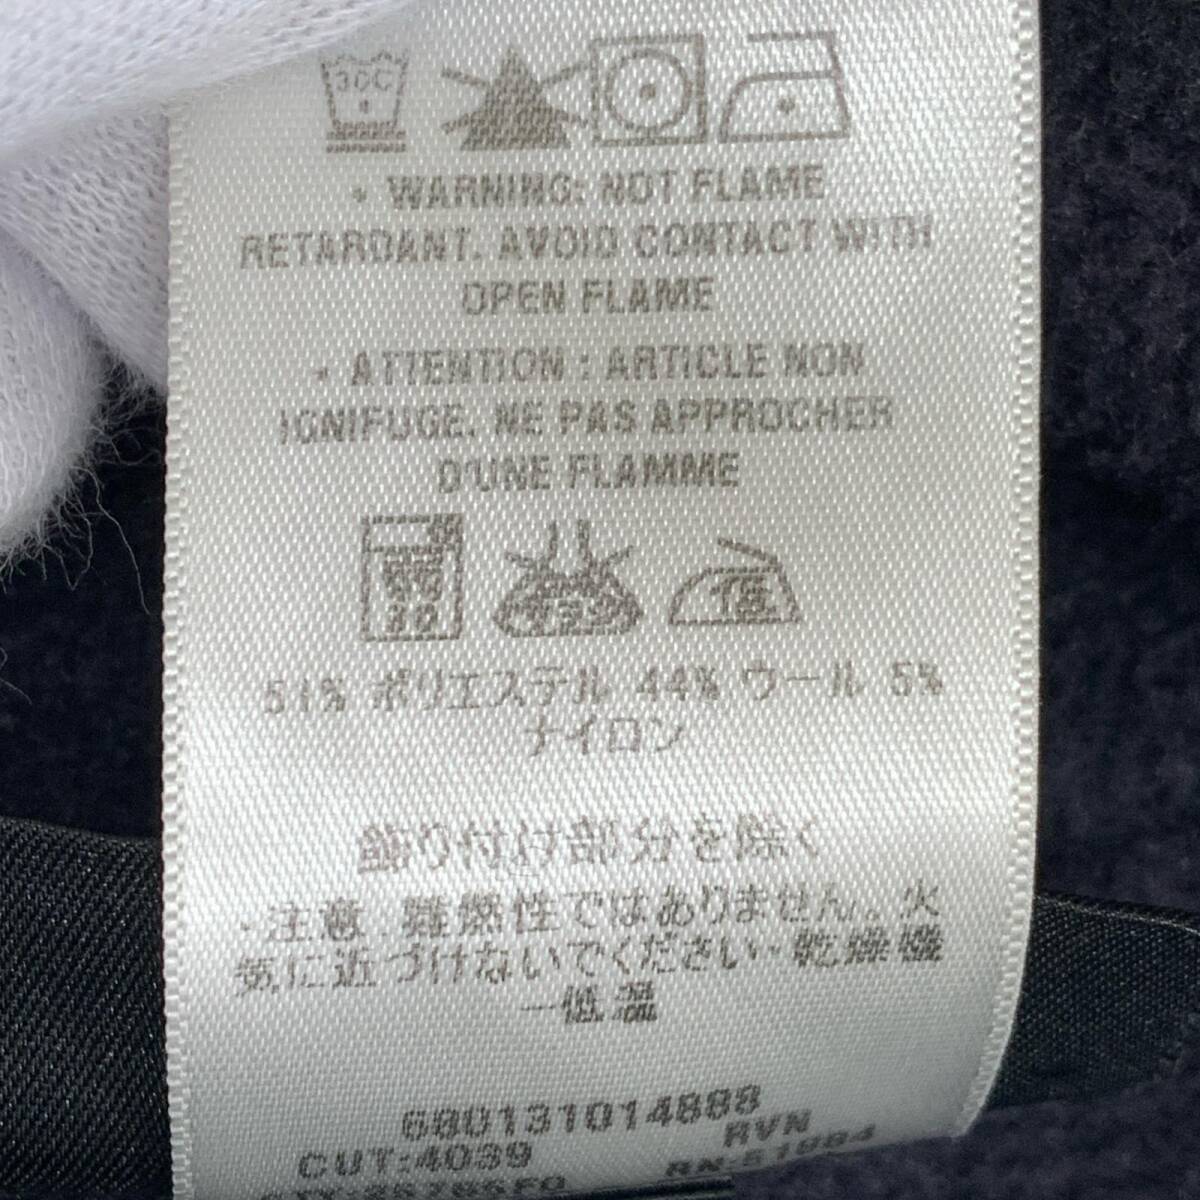 30C
• WARNING: NOT FLAME
RETARDANT. AVOID CONTACT WITH
OPEN FLAME
• ATTENTION : ARTICLE NON
IGNIFUGE. NE PAS APPROCHER
D'UNE FLAMME
30
51% ポリエステル 44% ウール 5%
ナイロン
飾り付け部分を除く
・注意 難燃性ではありません。火
気に近づけないでください・乾燥機
ー低温
680131014888
CUT:4039 RVN
RN:51884